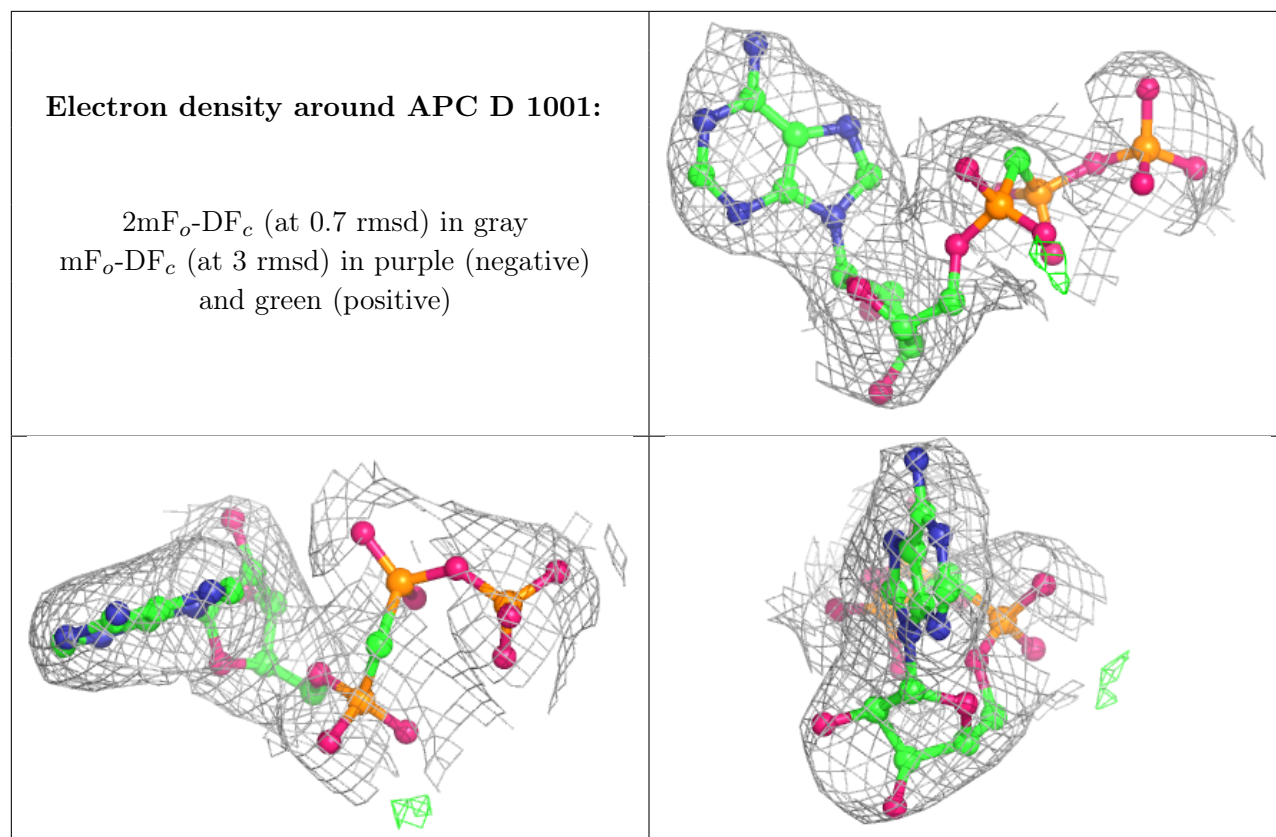 Electron density around APC D 1001:
2mFₒ-DF𝒸 (at 0.7 rmsd) in gray
mFₒ-DF𝒸 (at 3 rmsd) in purple (negative)
and green (positive)